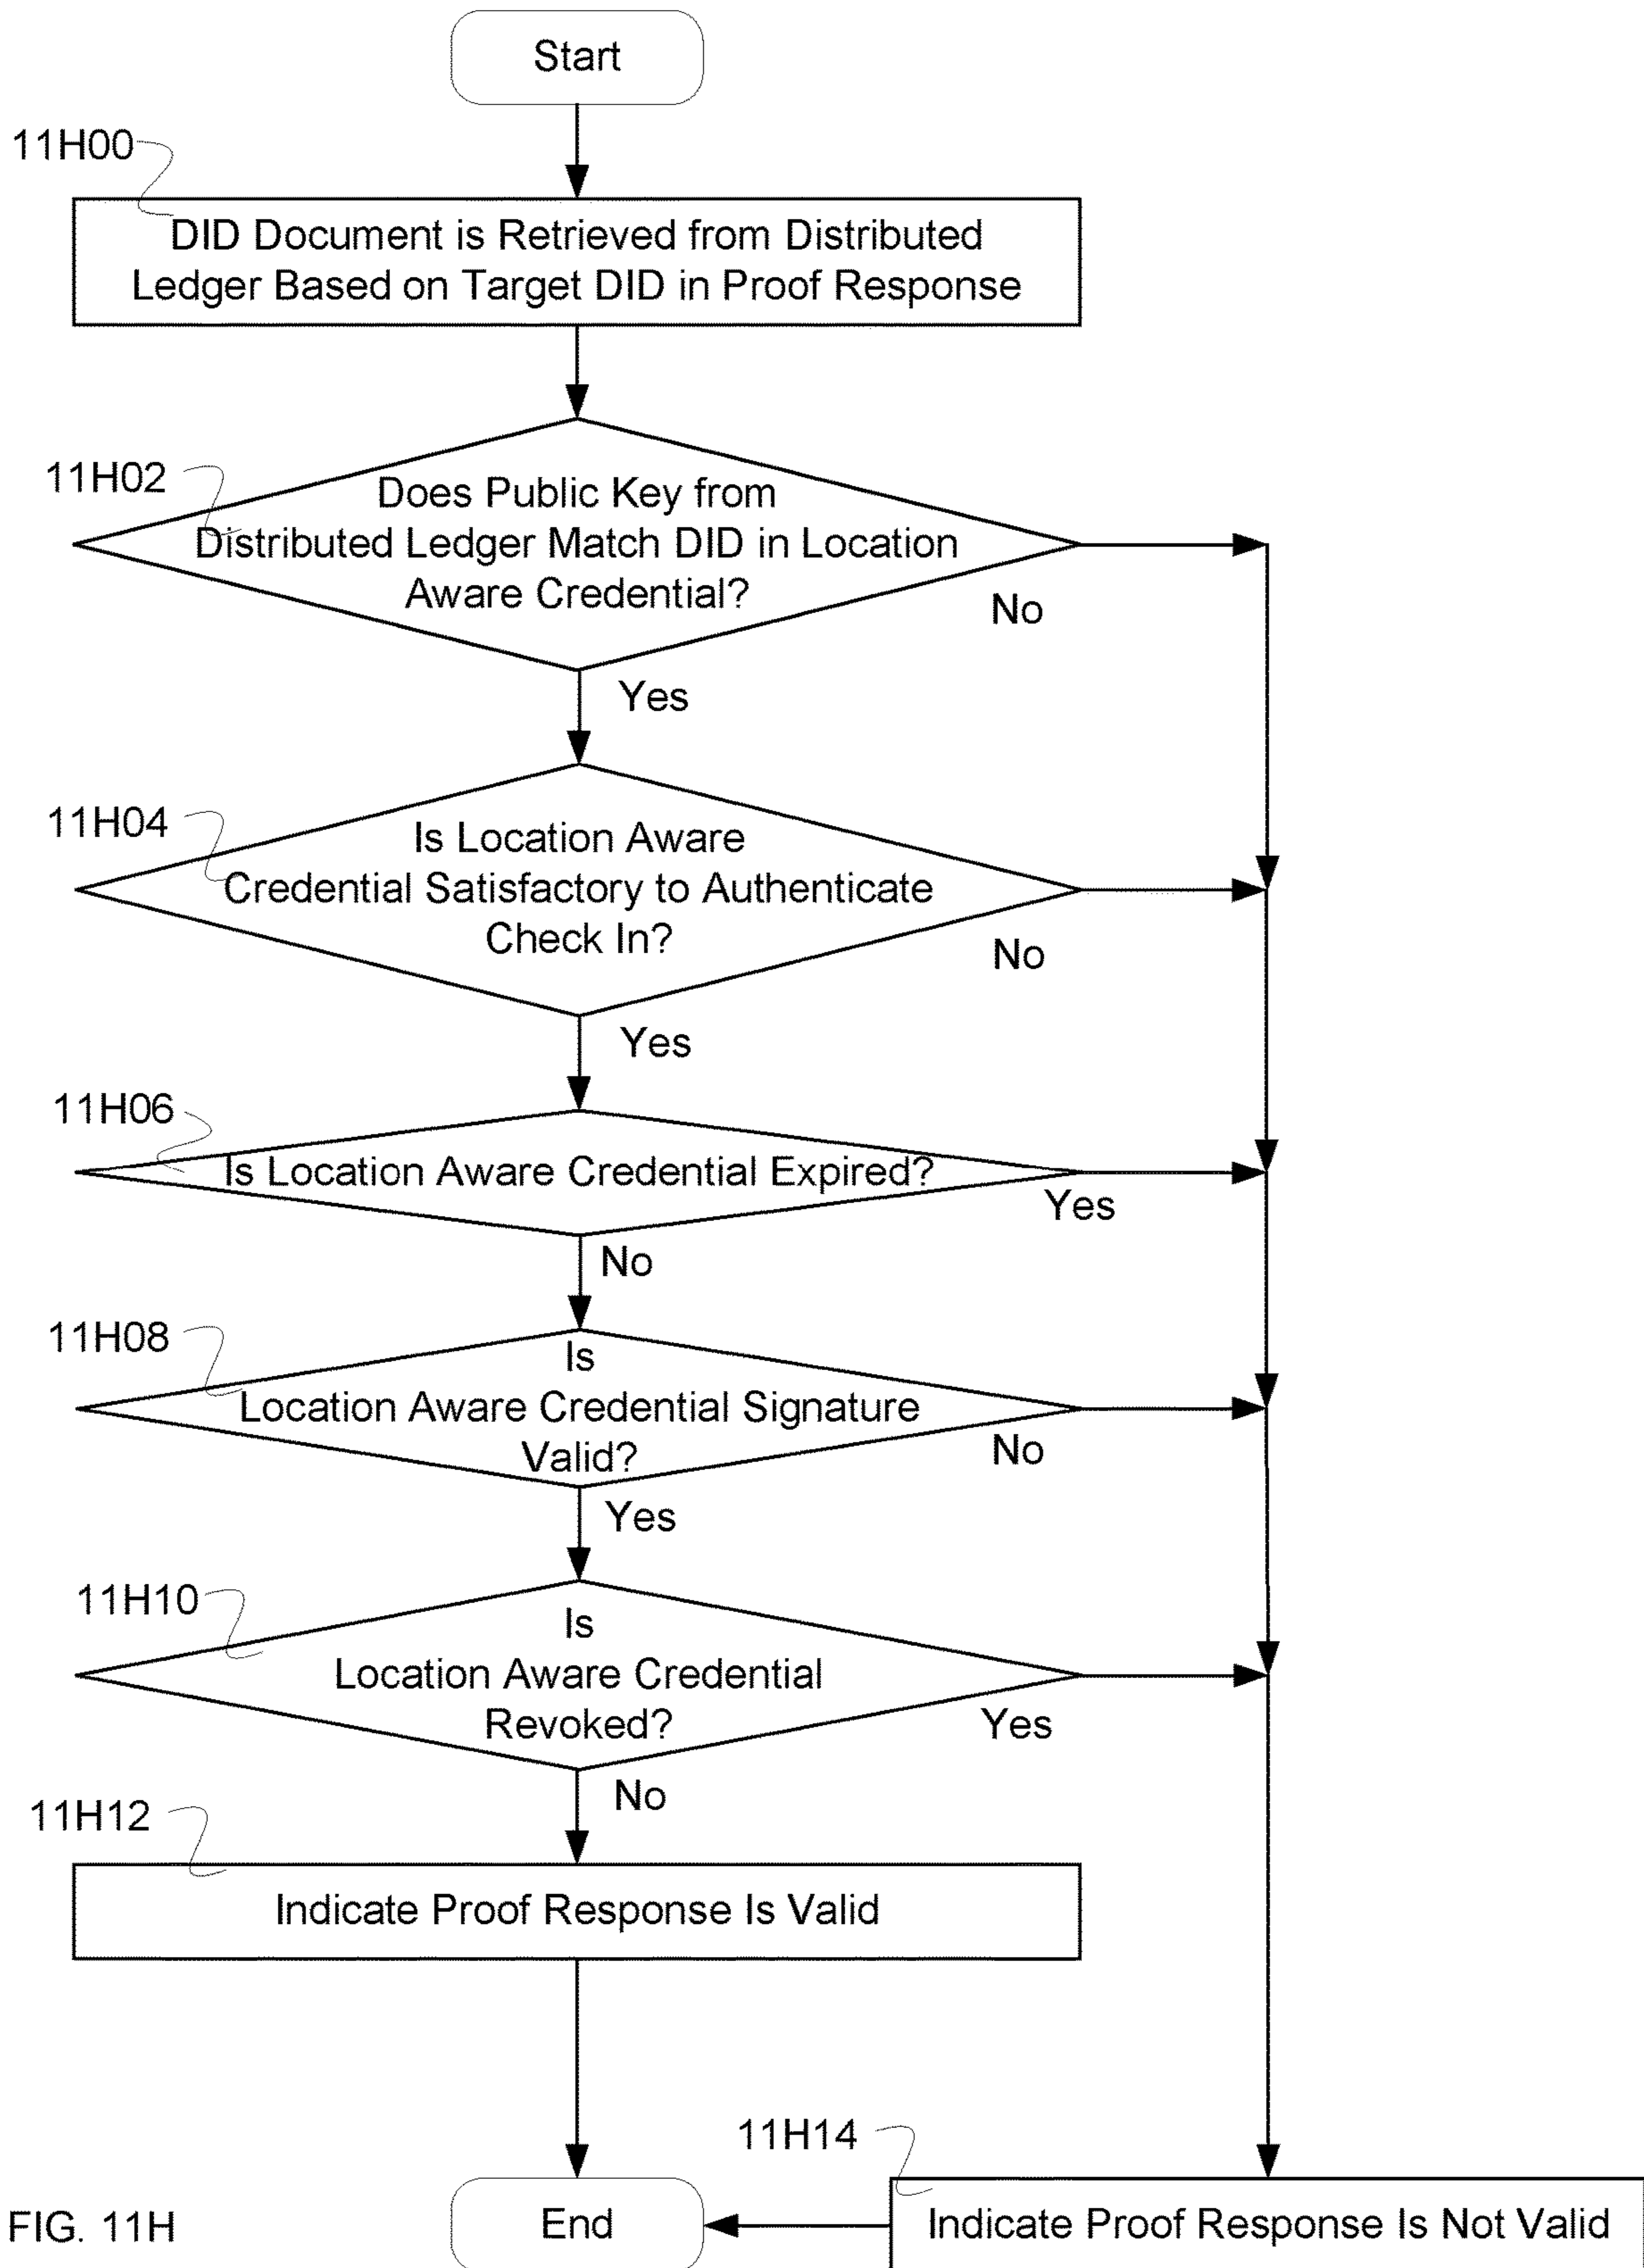 Start
11H00
DID Document is Retrieved from Distributed
Ledger Based on Target DID in Proof Response
11H02
Does Public Key from
Distributed Ledger Match DID in Location
Aware Credential?
No
Yes
11H04
Is Location Aware
Credential Satisfactory to Authenticate
Check In?
No
Yes
11H06
Is Location Aware Credential Expired?
Yes
No
11H08
Is
Location Aware Credential Signature
Valid?
No
Yes
11H10
Is
Location Aware Credential
Revoked?
Yes
No
11H12
Indicate Proof Response Is Valid
11H14
Indicate Proof Response Is Not Valid
End
FIG. 11H